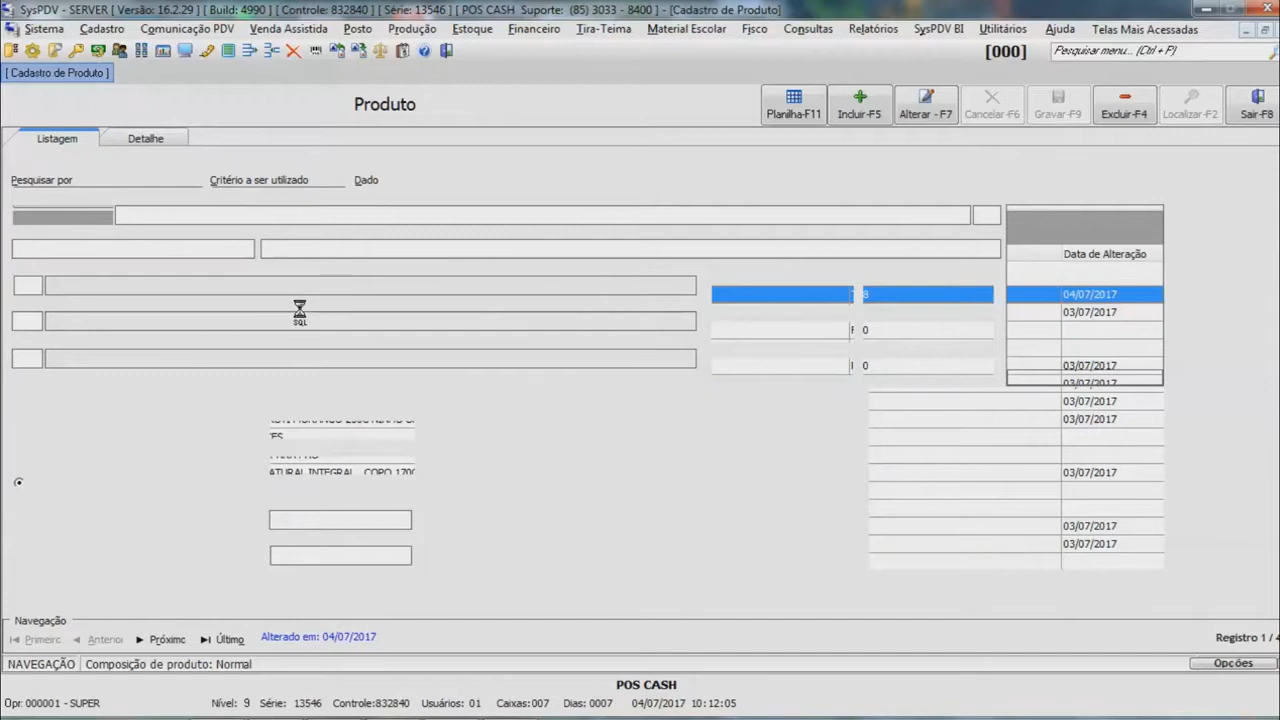 SysPDV - SERVER [ Versão: 16.2.29 ] [ Build: 4990 ] [ Controle: 832840 ] [ Série: 13546 ] [ POS CASH Suporte: (85) 3033 - 8400 ] - [Cadastro de Produto]
Sistema Cadastro Comunicação PDV Venda Assistida Posto Produção Estoque Financeiro Tira-Teima Material Escolar Fisco Consultas Relatórios SysPDV BI Utilitários Ajuda Telas Mais Acessadas
[000] Pesquisar menu... (Ctrl + P)
[ Cadastro de Produto ]
Produto
Planilha-F11 Incluir-F5 Alterar - F7 Cancelar-F6 Gravar-F9 Excluir-F4 Localizar-F2 Sair-F8
Listagem Detalhe
Pesquisar por Critério a ser utilizado Dado
Data de Alteração
8 04/07/2017
03/07/2017
F 0
0 03/07/2017
03/07/2017
03/07/2017
03/07/2017
ATURAL INTEGRAL COPO 170G 03/07/2017
03/07/2017
03/07/2017
SQL
Navegação
Primeiro Anterior Próximo Último Alterado em: 04/07/2017 Registro 1 / 4
NAVEGAÇÃO Composição de produto: Normal Opções
POS CASH
Opr: 000001 - SUPER Nível: 9 Série: 13546 Controle:832840 Usuários: 01 Caixas:007 Dias: 0007 04/07/2017 10:12:05